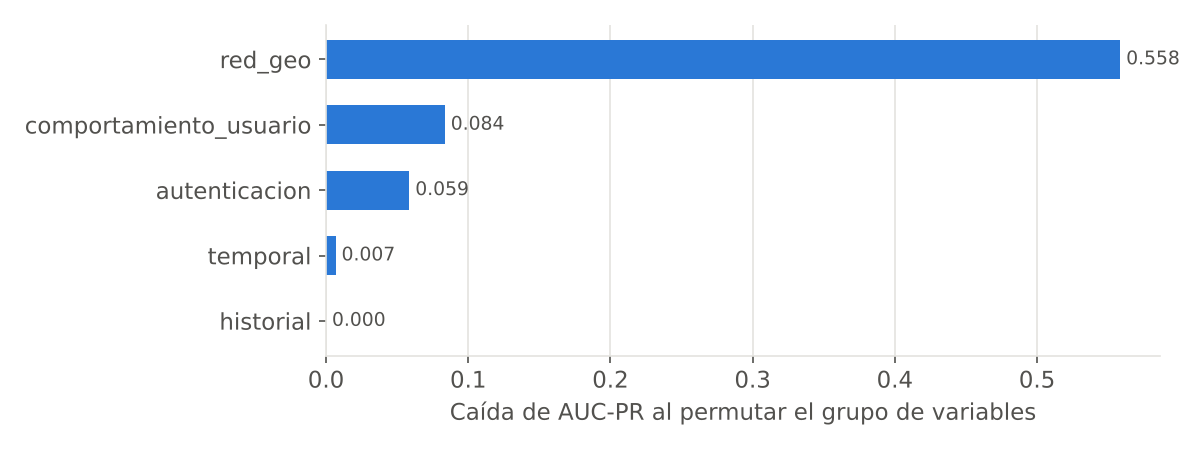 red_geo 0.558
comportamiento_usuario 0.084
autenticacion 0.059
temporal 0.007
historial 0.000
0.0 0.1 0.2 0.3 0.4 0.5
Caída de AUC-PR al permutar el grupo de variables